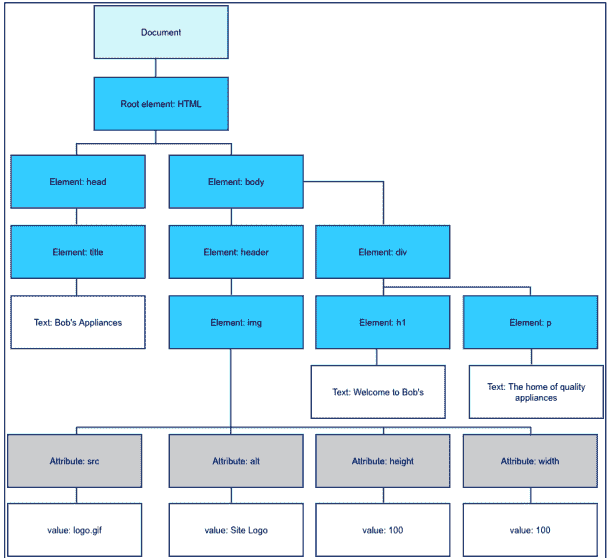 Document
Root element: HTML
Element: head
Element: body
Element: title
Element: header
Element: div
Text: Bob's Appliances
Element: img
Element: h1
Element: p
Text: Welcome to Bob's
Text: The home of quality
appliances
Attribute: src
Attribute: alt
Attribute: height
Attribute: width
value: logo.gif
value: Site Logo
value: 100
value: 100